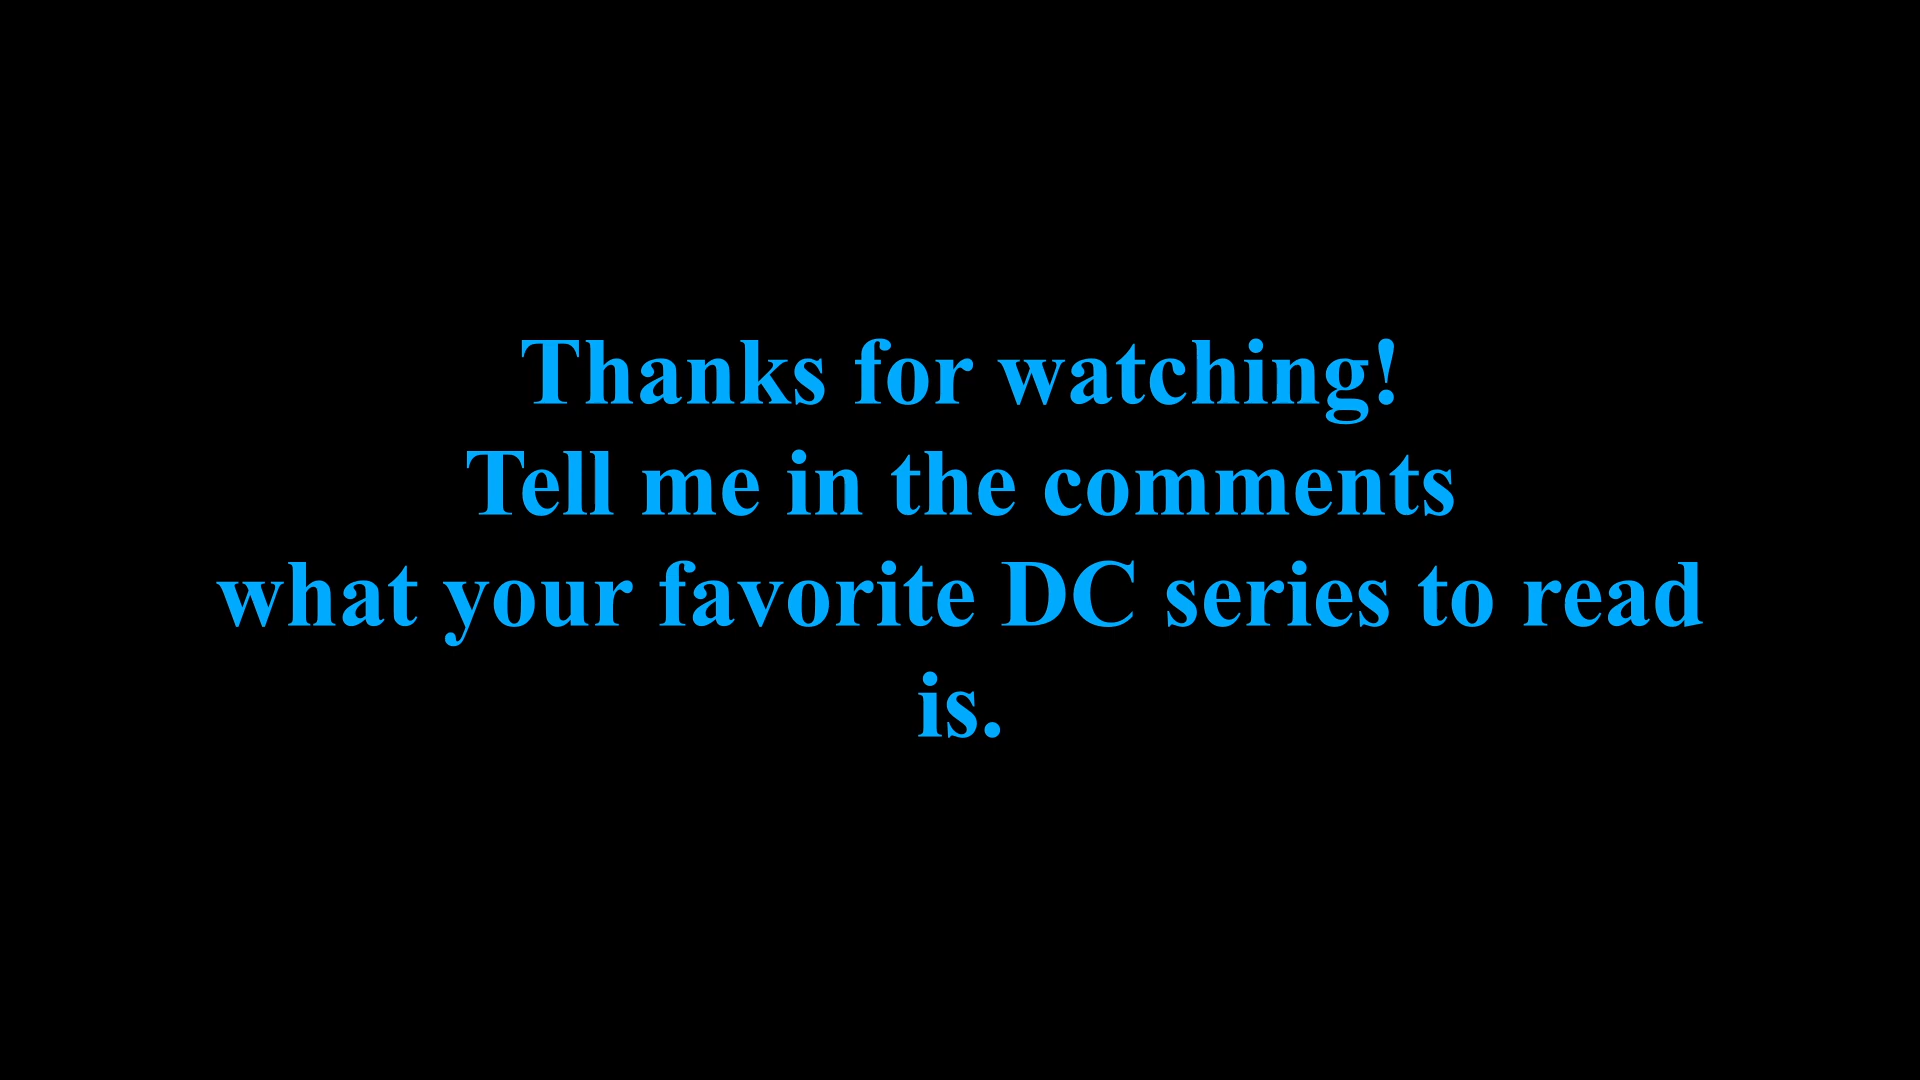 Thanks for watching!
Tell me in the comments
what your favorite DC series to read
is.